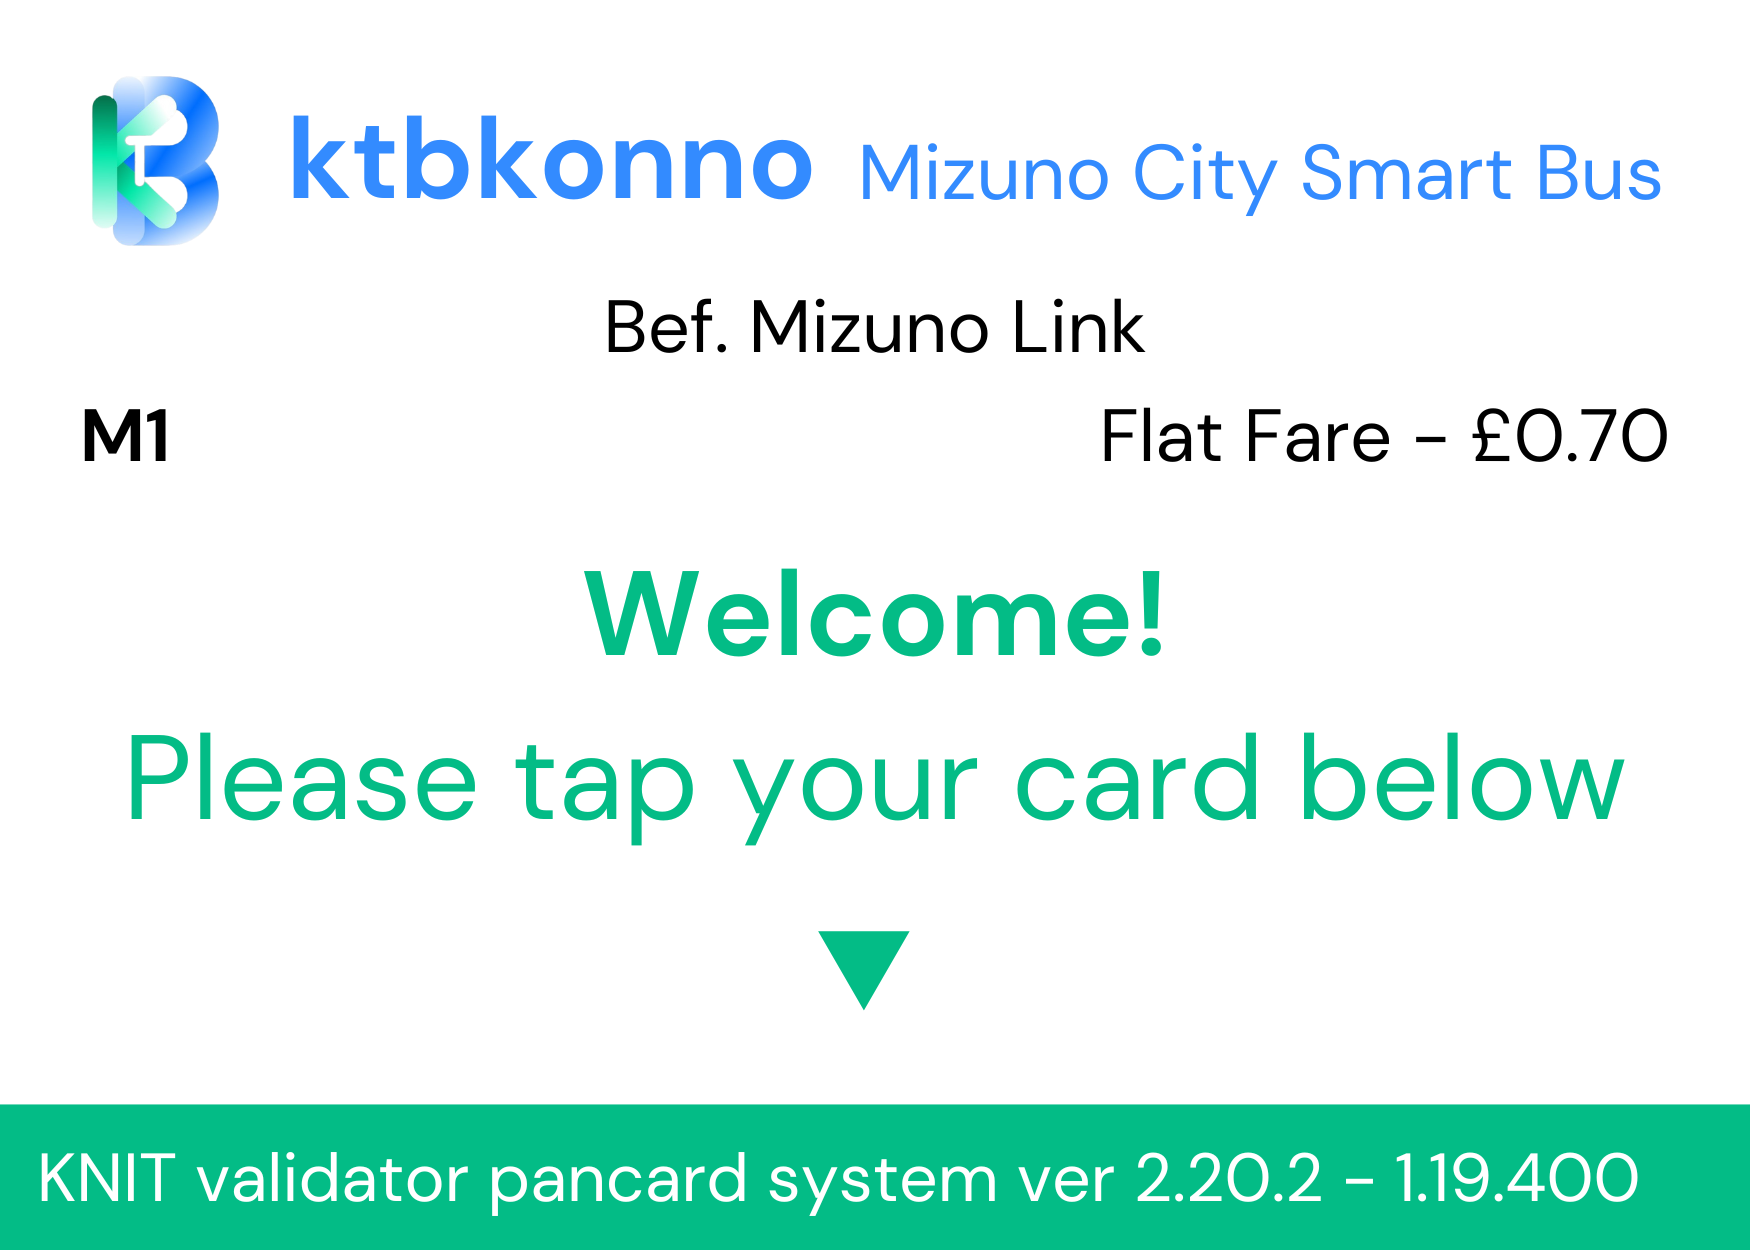 ktbkonno Mizuno City Smart Bus
Bef. Mizuno Link
M1 Flat Fare - £0.70
Welcome!
Please tap your card below
KNIT validator pancard system ver 2.20.2 - 1.19.400